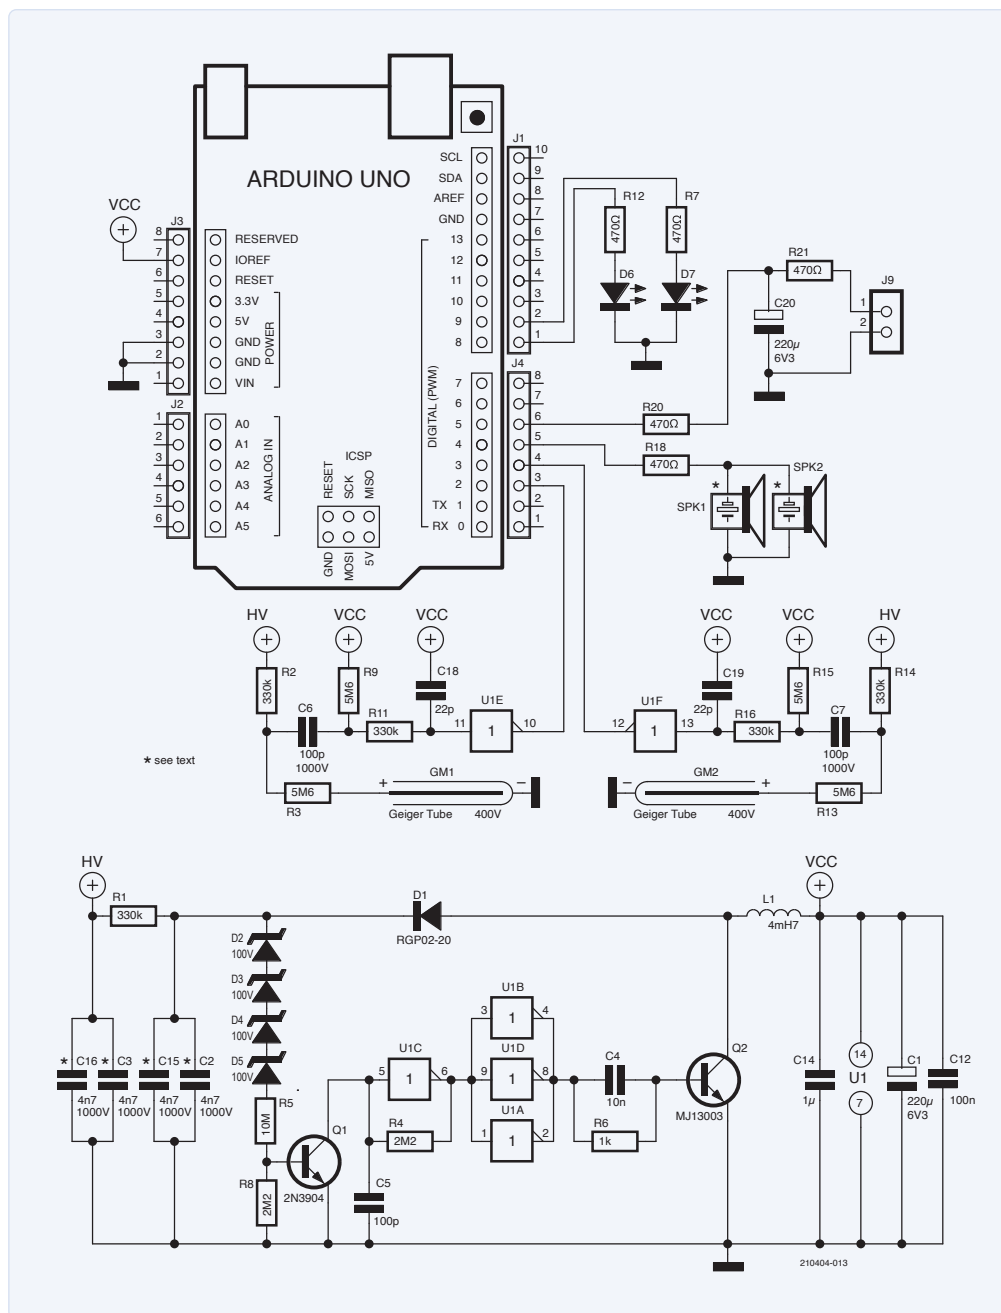 ARDUINO UNO
VCC
J3
8
7
6
5
4
3
2
1
RESERVED
IOREF
RESET
3.3V
5V
GND
GND
VIN
POWER
J2
1
2
3
4
5
6
A0
A1
A2
A3
A4
A5
ANALOG IN
ICSP
RESET
SCK
MISO
GND
MOSI
5V
SCL
SDA
AREF
GND
13
12
11
10
9
8
DIGITAL (PWM)
7
6
5
4
3
2
TX 1
RX 0
J1
10
9
8
7
6
5
4
3
2
1
J4
8
7
6
5
4
3
2
1
R12
470Ω
R7
470Ω
D6
D7
R21
470Ω
C20
220µ
6V3
J9
1
2
R20
470Ω
R18
470Ω
SPK2
* *
SPK1
HV
VCC
VCC
R2
330k
R9
5M6
C18
22p
C6
100p
1000V
R11
330k
U1E
11
1
10
* see text
5M6
R3
+
GM1
−
Geiger Tube 400V
VCC
VCC
HV
C19
22p
R15
5M6
R14
330k
U1F
12
1
13
R16
330k
C7
100p
1000V
−
GM2
+
Geiger Tube 400V
5M6
R13
HV
R1
330k
D1
RGP02-20
VCC
L1
4mH7
D2
100V
D3
100V
D4
100V
D5
100V
* C16
4n7
1000V
* C3
4n7
1000V
* C15
4n7
1000V
* C2
4n7
1000V
R5
10M
R8
2M2
Q1
2N3904
U1C
5
1
6
R4
2M2
C5
100p
U1B
3
1
4
U1D
9
1
8
U1A
1
1
2
C4
10n
R6
1k
Q2
MJ13003
C14
1µ
14
U1
7
C1
220µ
6V3
C12
100n
210404-013